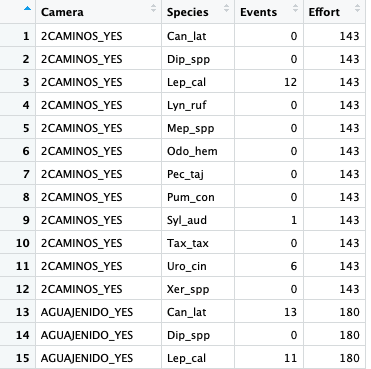 Camera Species Events Effort
1 2CAMINOS_YES Can_lat 0 143
2 2CAMINOS_YES Dip_spp 0 143
3 2CAMINOS_YES Lep_cal 12 143
4 2CAMINOS_YES Lyn_ruf 0 143
5 2CAMINOS_YES Mep_spp 0 143
6 2CAMINOS_YES Odo_hem 0 143
7 2CAMINOS_YES Pec_taj 0 143
8 2CAMINOS_YES Pum_con 0 143
9 2CAMINOS_YES Syl_aud 1 143
10 2CAMINOS_YES Tax_tax 0 143
11 2CAMINOS_YES Uro_cin 6 143
12 2CAMINOS_YES Xer_spp 0 143
13 AGUAJENIDO_YES Can_lat 13 180
14 AGUAJENIDO_YES Dip_spp 0 180
15 AGUAJENIDO_YES Lep_cal 11 180